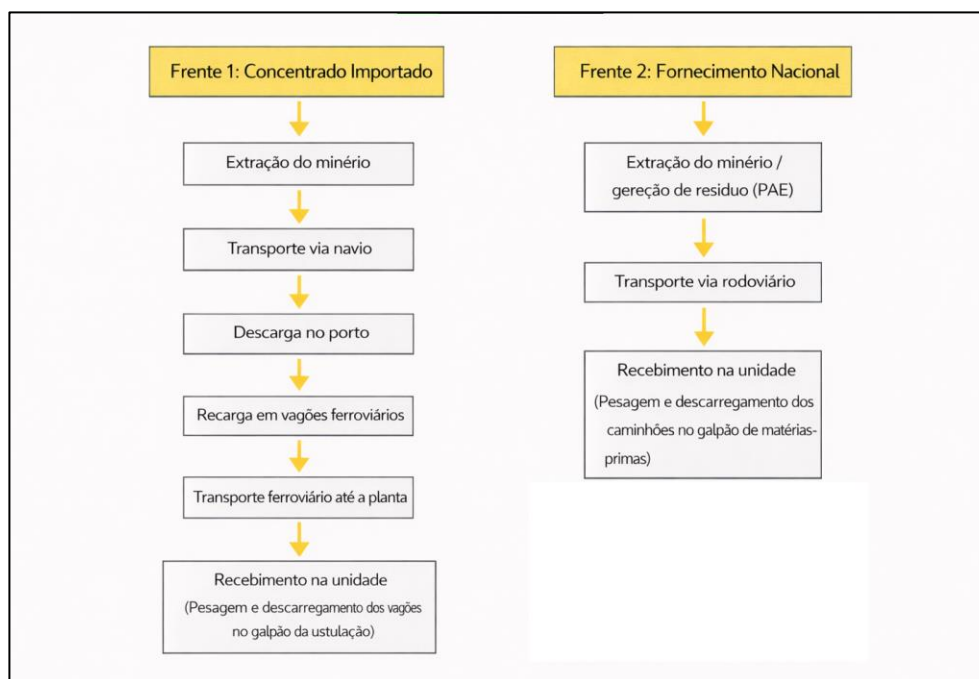 Frente 1: Concentrado Importado
Extração do minério
Transporte via navio
Descarga no porto
Recarga em vagões ferroviários
Transporte ferroviário até a planta
Recebimento na unidade
(Pesagem e descarregamento dos vagões
no galpão da ustulação)
Frente 2: Fornecimento Nacional
Extração do minério /
gereção de residuo (PAE)
Transporte via rodoviário
Recebimento na unidade
(Pesagem e descarregamento dos
caminhões no galpão de matérias-
primas)